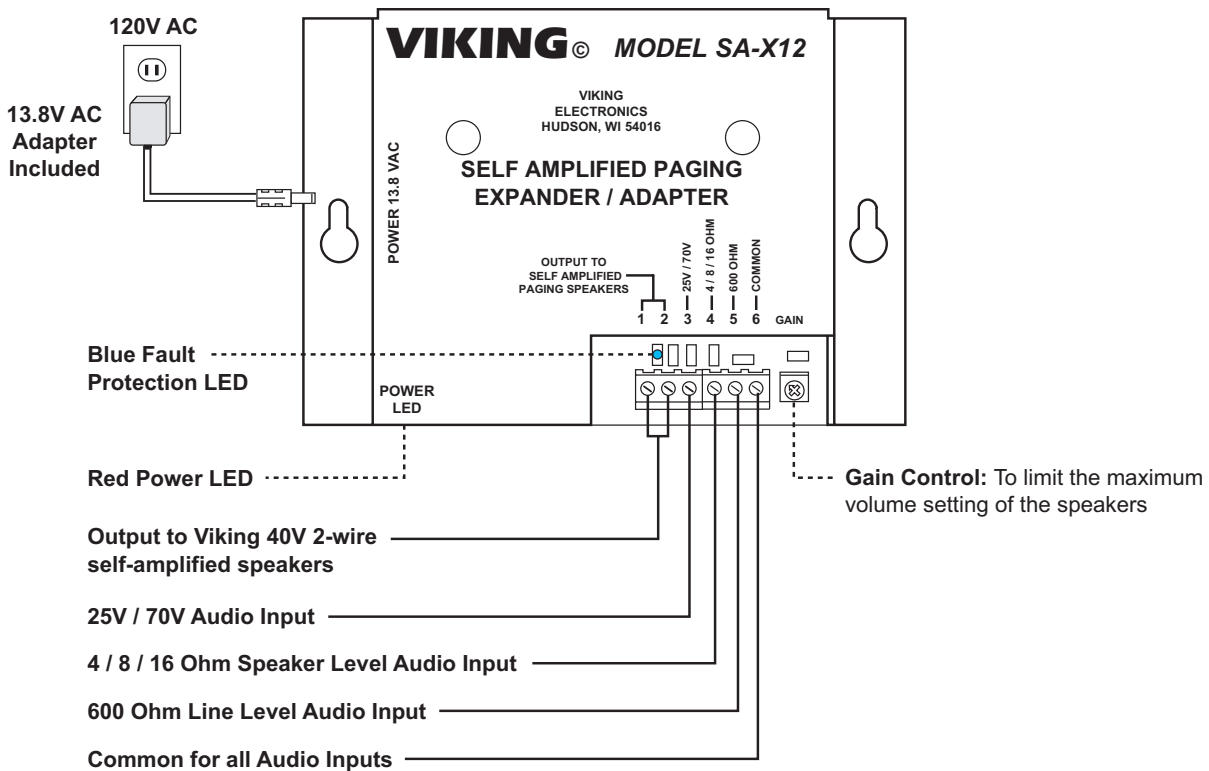 120V AC
13.8V AC
Adapter
Included
VIKING© MODEL SA-X12
VIKING
ELECTRONICS
HUDSON, WI 54016
POWER 13.8 VAC
SELF AMPLIFIED PAGING
EXPANDER / ADAPTER
OUTPUT TO
SELF AMPLIFIED
PAGING SPEAKERS
25V / 70V
4 / 8 / 16 OHM
600 OHM
COMMON
1 2 3 4 5 6 GAIN
Blue Fault
Protection LED
POWER
LED
Red Power LED
Gain Control: To limit the maximum
volume setting of the speakers
Output to Viking 40V 2-wire
self-amplified speakers
25V / 70V Audio Input
4 / 8 / 16 Ohm Speaker Level Audio Input
600 Ohm Line Level Audio Input
Common for all Audio Inputs